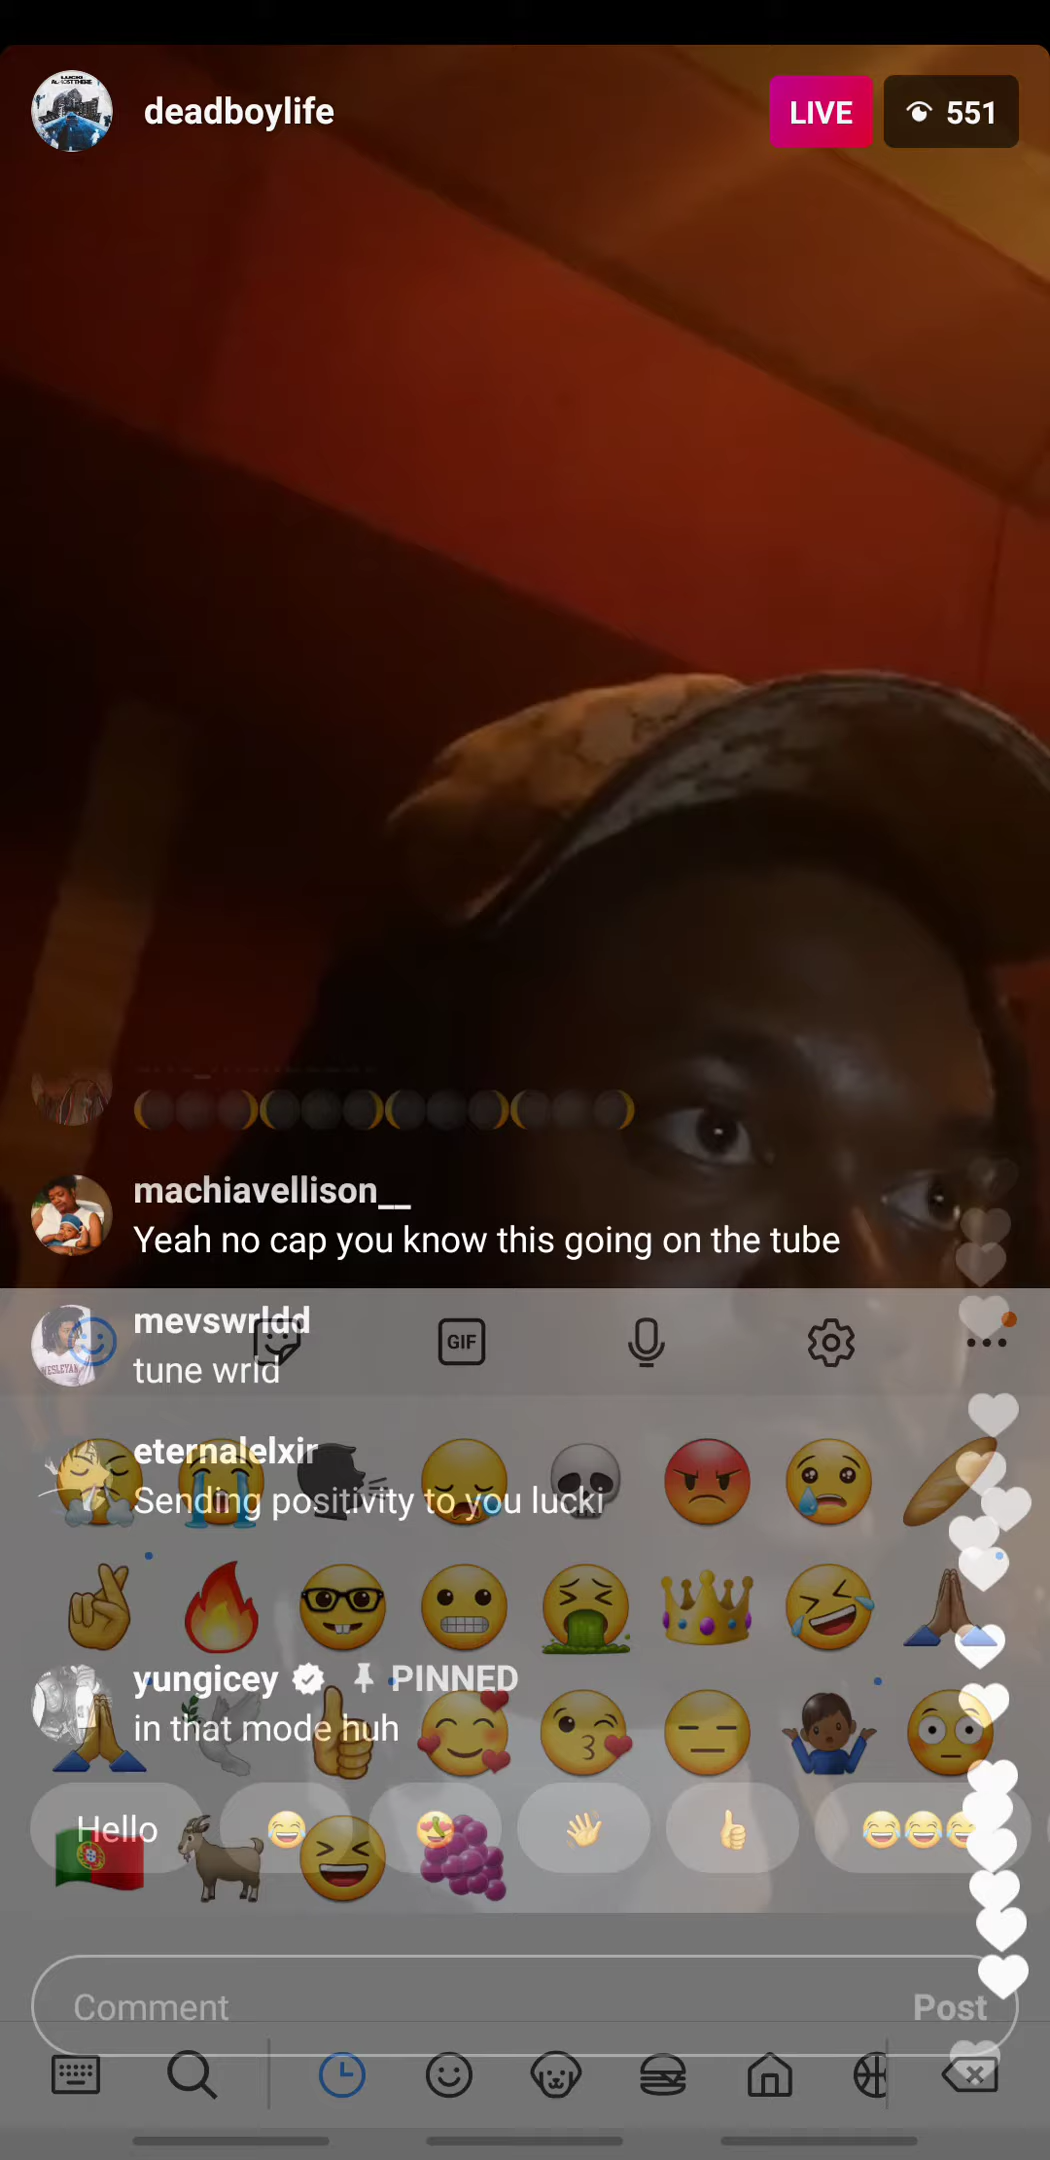 deadboylife
LIVE
551
machiavellison__
Yeah no cap you know this going on the tube
mevswrldd
tune wrld
GIF
eternalelxir
Sending positivity to you lucki
yungicey PINNED
in that mode huh
Hello
Comment
Post